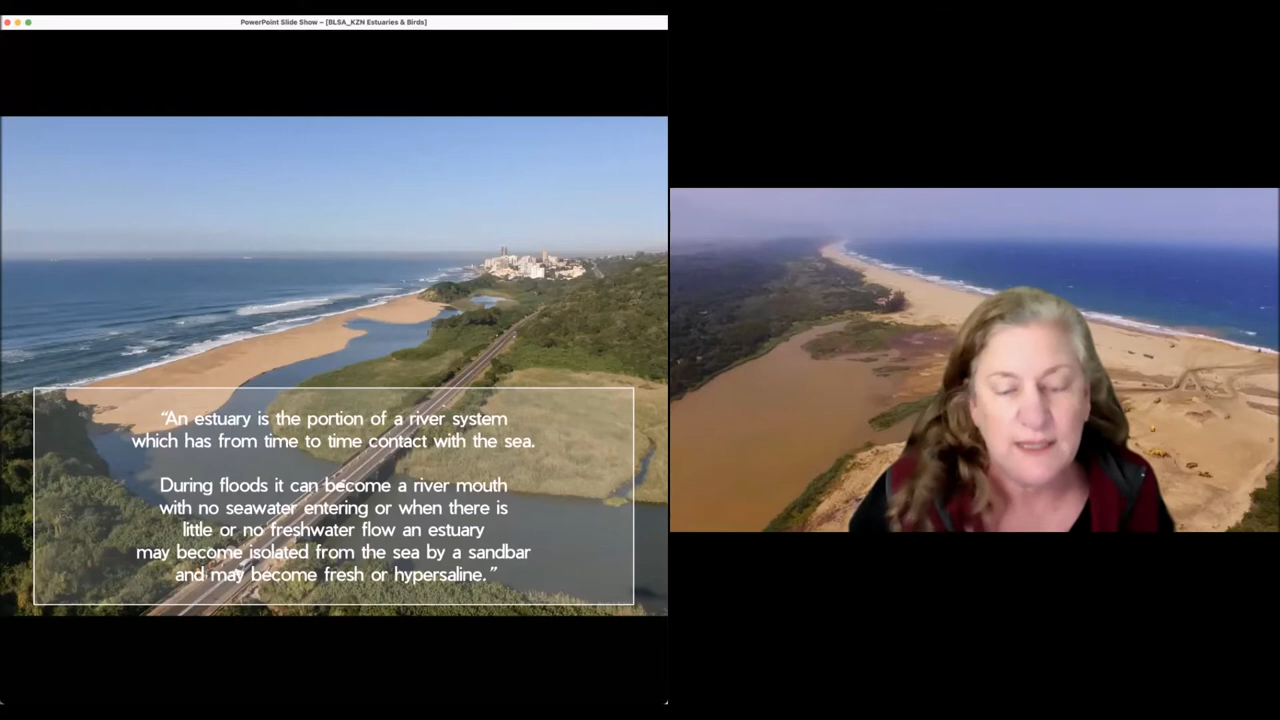 PowerPoint Slide Show – [BLSA_KZN Estuaries & Birds]
“An estuary is the portion of a river system
which has from time to time contact with the sea.
During floods it can become a river mouth
with no seawater entering or when there is
little or no freshwater flow an estuary
may become isolated from the sea by a sandbar
and may become fresh or hypersaline.”